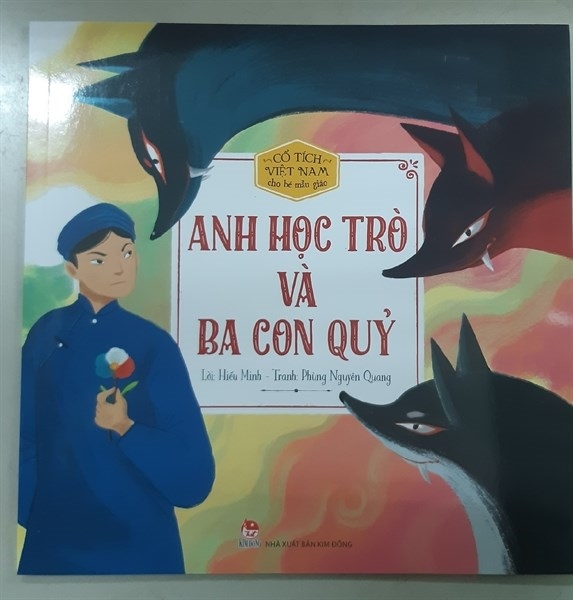 CỔ TÍCH
VIỆT NAM
cho bé mẫu giáo
ANH HỌC TRÒ
VÀ
BA CON QUỶ
Lời: Hiếu Minh - Tranh: Phùng Nguyên Quang
NHÀ XUẤT BẢN KIM ĐỒNG